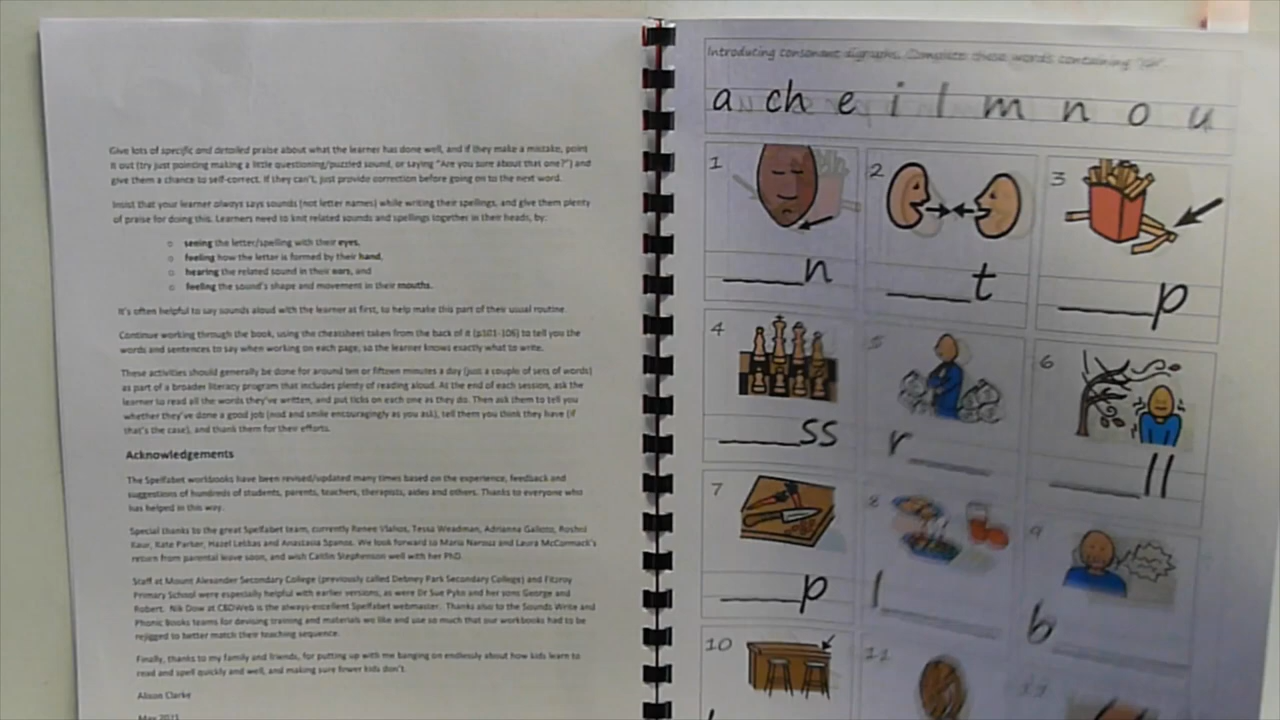 Give lots of specific and detailed praise about what the learner has done well, and if they make a mistake, point
it out (try just pointing making a little questioning/puzzled sound, or saying "Are you sure about that one?") and
give them a chance to self-correct. If they can't, just provide correction before going on to the next word.
Insist that your learner always says sounds (not letter names) while writing their spellings, and give them plenty
of praise for doing this. Learners need to knit related sounds and spellings together in their heads, by:
o seeing the letter/spelling with their eyes,
o feeling how the letter is formed by their hand,
o hearing the related sound in their ears, and
o feeling the sound's shape and movement in their mouths.
It's often helpful to say sounds aloud with the learner at first, to help make this part of their usual routine.
Continue working through the book, using the cheatsheet taken from the back of it (p101-106) to tell you the
words and sentences to say when working on each page, so the learner knows exactly what to write.
These activities should generally be done for around ten or fifteen minutes a day (just a couple of sets of words)
as part of a broader literacy program that includes plenty of reading aloud. At the end of each session, ask the
learner to read all the words they've written, and put ticks on each one as they do. Then ask them to tell you
whether they've done a good job (nod and smile encouragingly as you ask), tell them you think they have (if
that's the case), and thank them for their efforts.
Acknowledgements
The Spelfabet workbooks have been revised/updated many times based on the experience, feedback and
suggestions of hundreds of students, parents, teachers, therapists, aides and others. Thanks to everyone who
has helped in this way.
Special thanks to the great Spelfabet team, currently Renee Vlahos, Tessa Weadman, Adrianna Galioto, Roshni
Kaur, Kate Parker, Hazel Lekkas and Anastasia Spanos. We look forward to Maria Narouz and Laura McCormack's
return from parental leave soon, and wish Caitlin Stephenson well with her PhD.
Staff at Mount Alexander Secondary College (previously called Debney Park Secondary College) and Fitzroy
Primary School were especially helpful with earlier versions, as were Dr Sue Pyke and her sons George and
Robert. Nik Dow at CBDWeb is the always-excellent Spelfabet webmaster. Thanks also to the Sounds Write and
Phonic Books teams for devising training and materials we like and use so much that our workbooks had to be
rejigged to better match their teaching sequence.
Finally, thanks to my family and friends, for putting up with me banging on endlessly about how kids learn to
read and spell quickly and well, and making sure fewer kids don't.
Alison Clarke
May 2021
Introducing consonant digraphs. Complete these words containing "ch".
a ch e i l m n o u
1 2 3
____n ____t ____p
4 5 6
____ss r____ ____ll
7 8 9
____p l____ b____
10 11